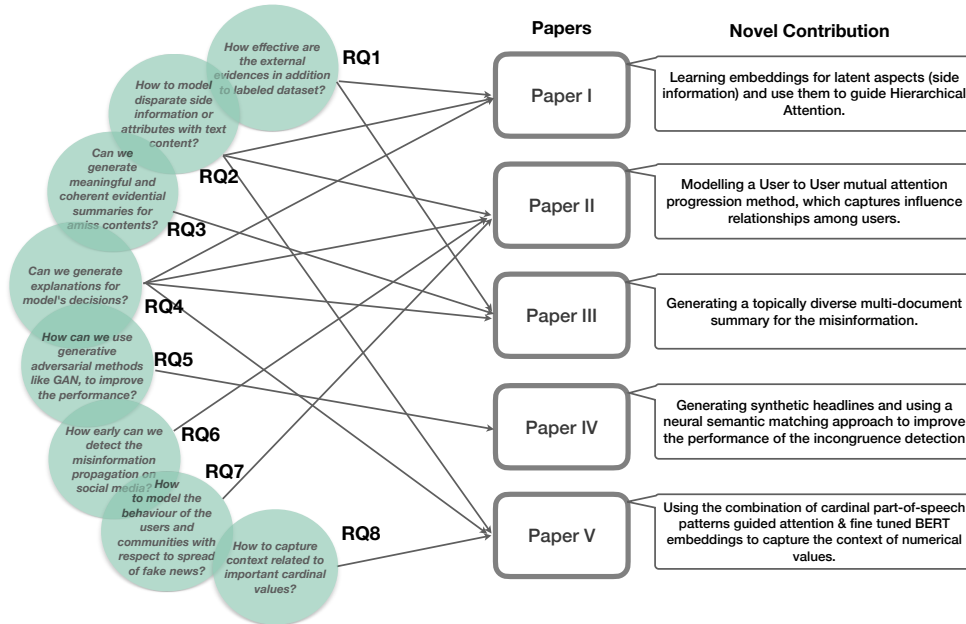 How effective are
the external
evidences in addition
to labeled dataset?
RQ1
How to model
disparate side
information or
attributes with text
content?
RQ2
Can we
generate
meaningful and
coherent evidential
summaries for
amiss contents?
RQ3
Can we generate
explanations for
model's decisions?
RQ4
How can we use
generative
adversarial methods
like GAN, to improve
the performance?
RQ5
How early can we
detect the
misinformation
propagation on
social media?
RQ6
How
to model the
behaviour of the
users and
communities with
respect to spread
of fake news?
RQ7
How to capture
context related to
important cardinal
values?
RQ8
Papers
Paper I
Paper II
Paper III
Paper IV
Paper V
Novel Contribution
Learning embeddings for latent aspects (side
information) and use them to guide Hierarchical
Attention.
Modelling a User to User mutual attention
progression method, which captures influence
relationships among users.
Generating a topically diverse multi-document
summary for the misinformation.
Generating synthetic headlines and using a
neural semantic matching approach to improve
the performance of the incongruence detection
Using the combination of cardinal part-of-speech
patterns guided attention & fine tuned BERT
embeddings to capture the context of numerical
values.